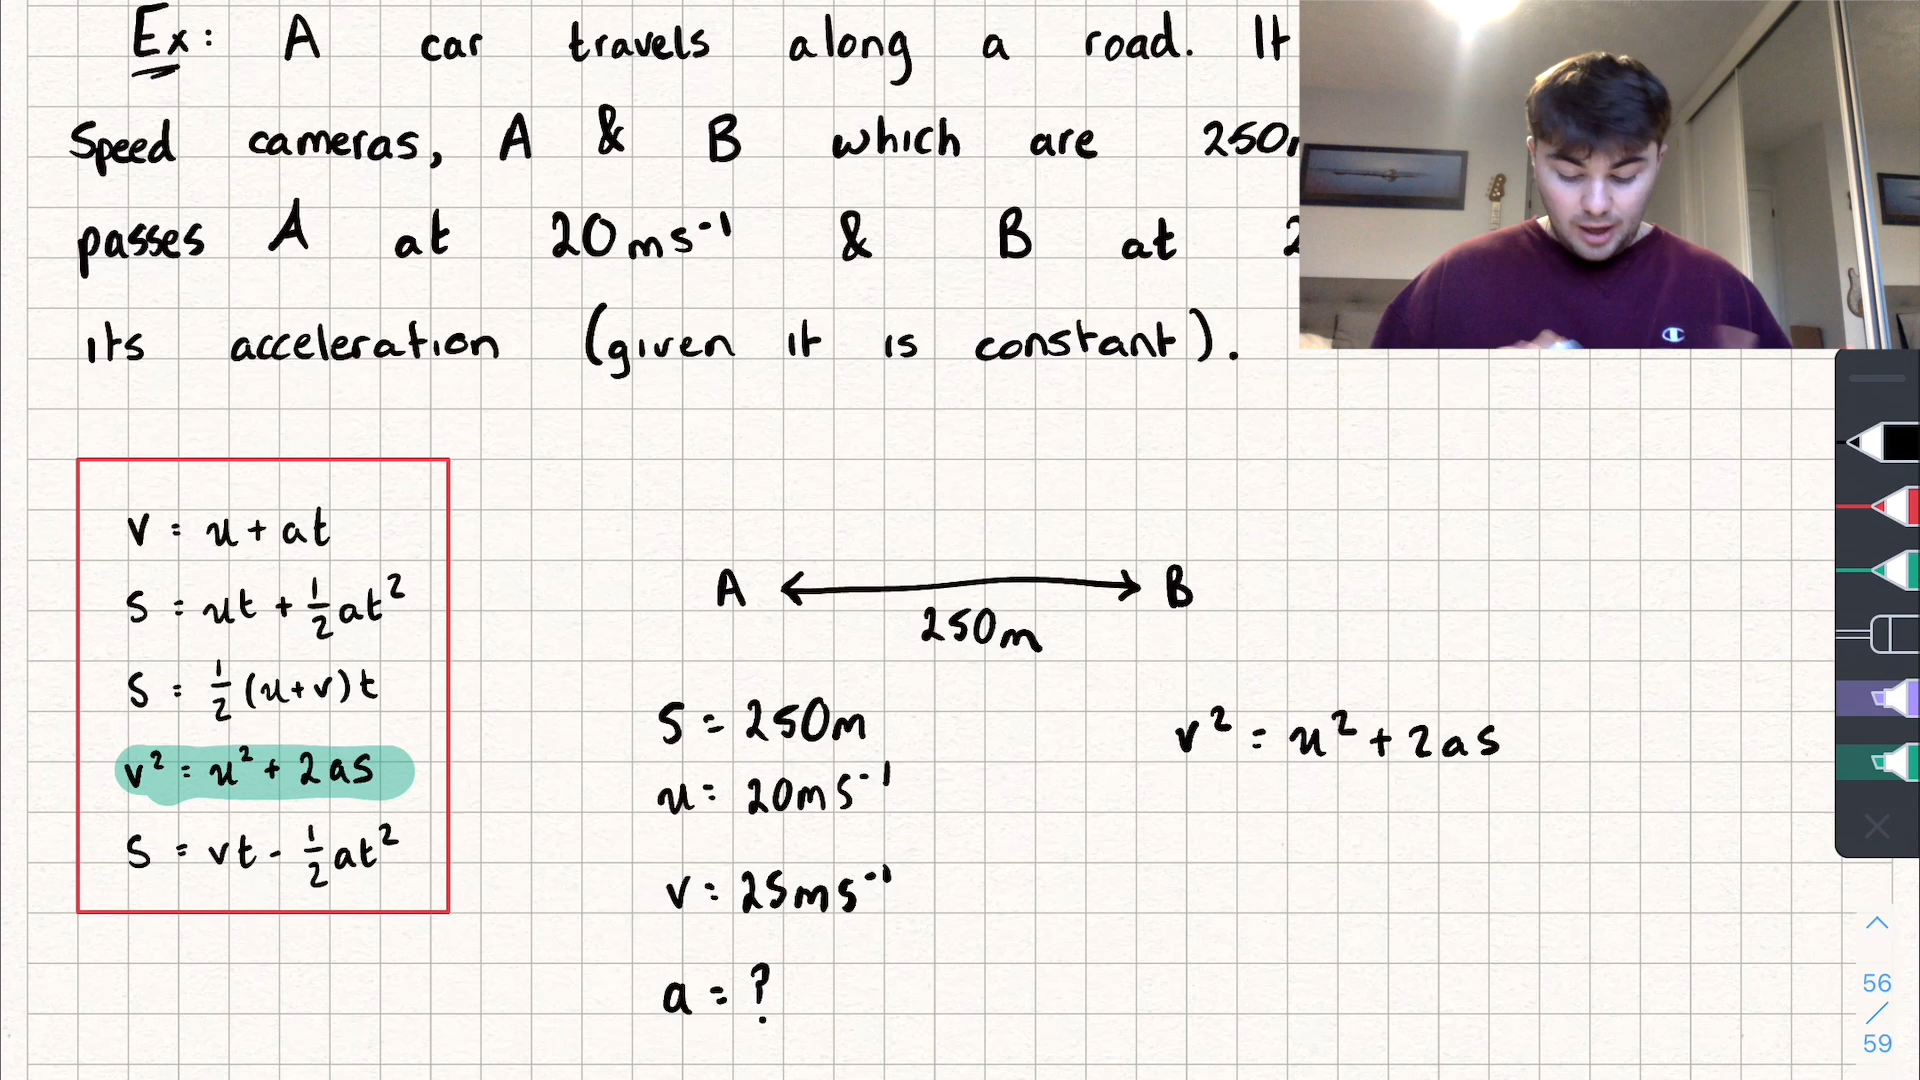 Ex: A car travels along a road. It
Speed cameras, A & B which are 250
passes A at 20ms⁻¹ & B at
its acceleration (given it is constant).
v = u + at
s = ut + ½at²
s = ½(u+v)t
v² = u² + 2as
s = vt - ½at²
A B
250m
s = 250m
u = 20ms⁻¹
v = 25ms⁻¹
a = ?
v² = u² + 2as
56
/
59